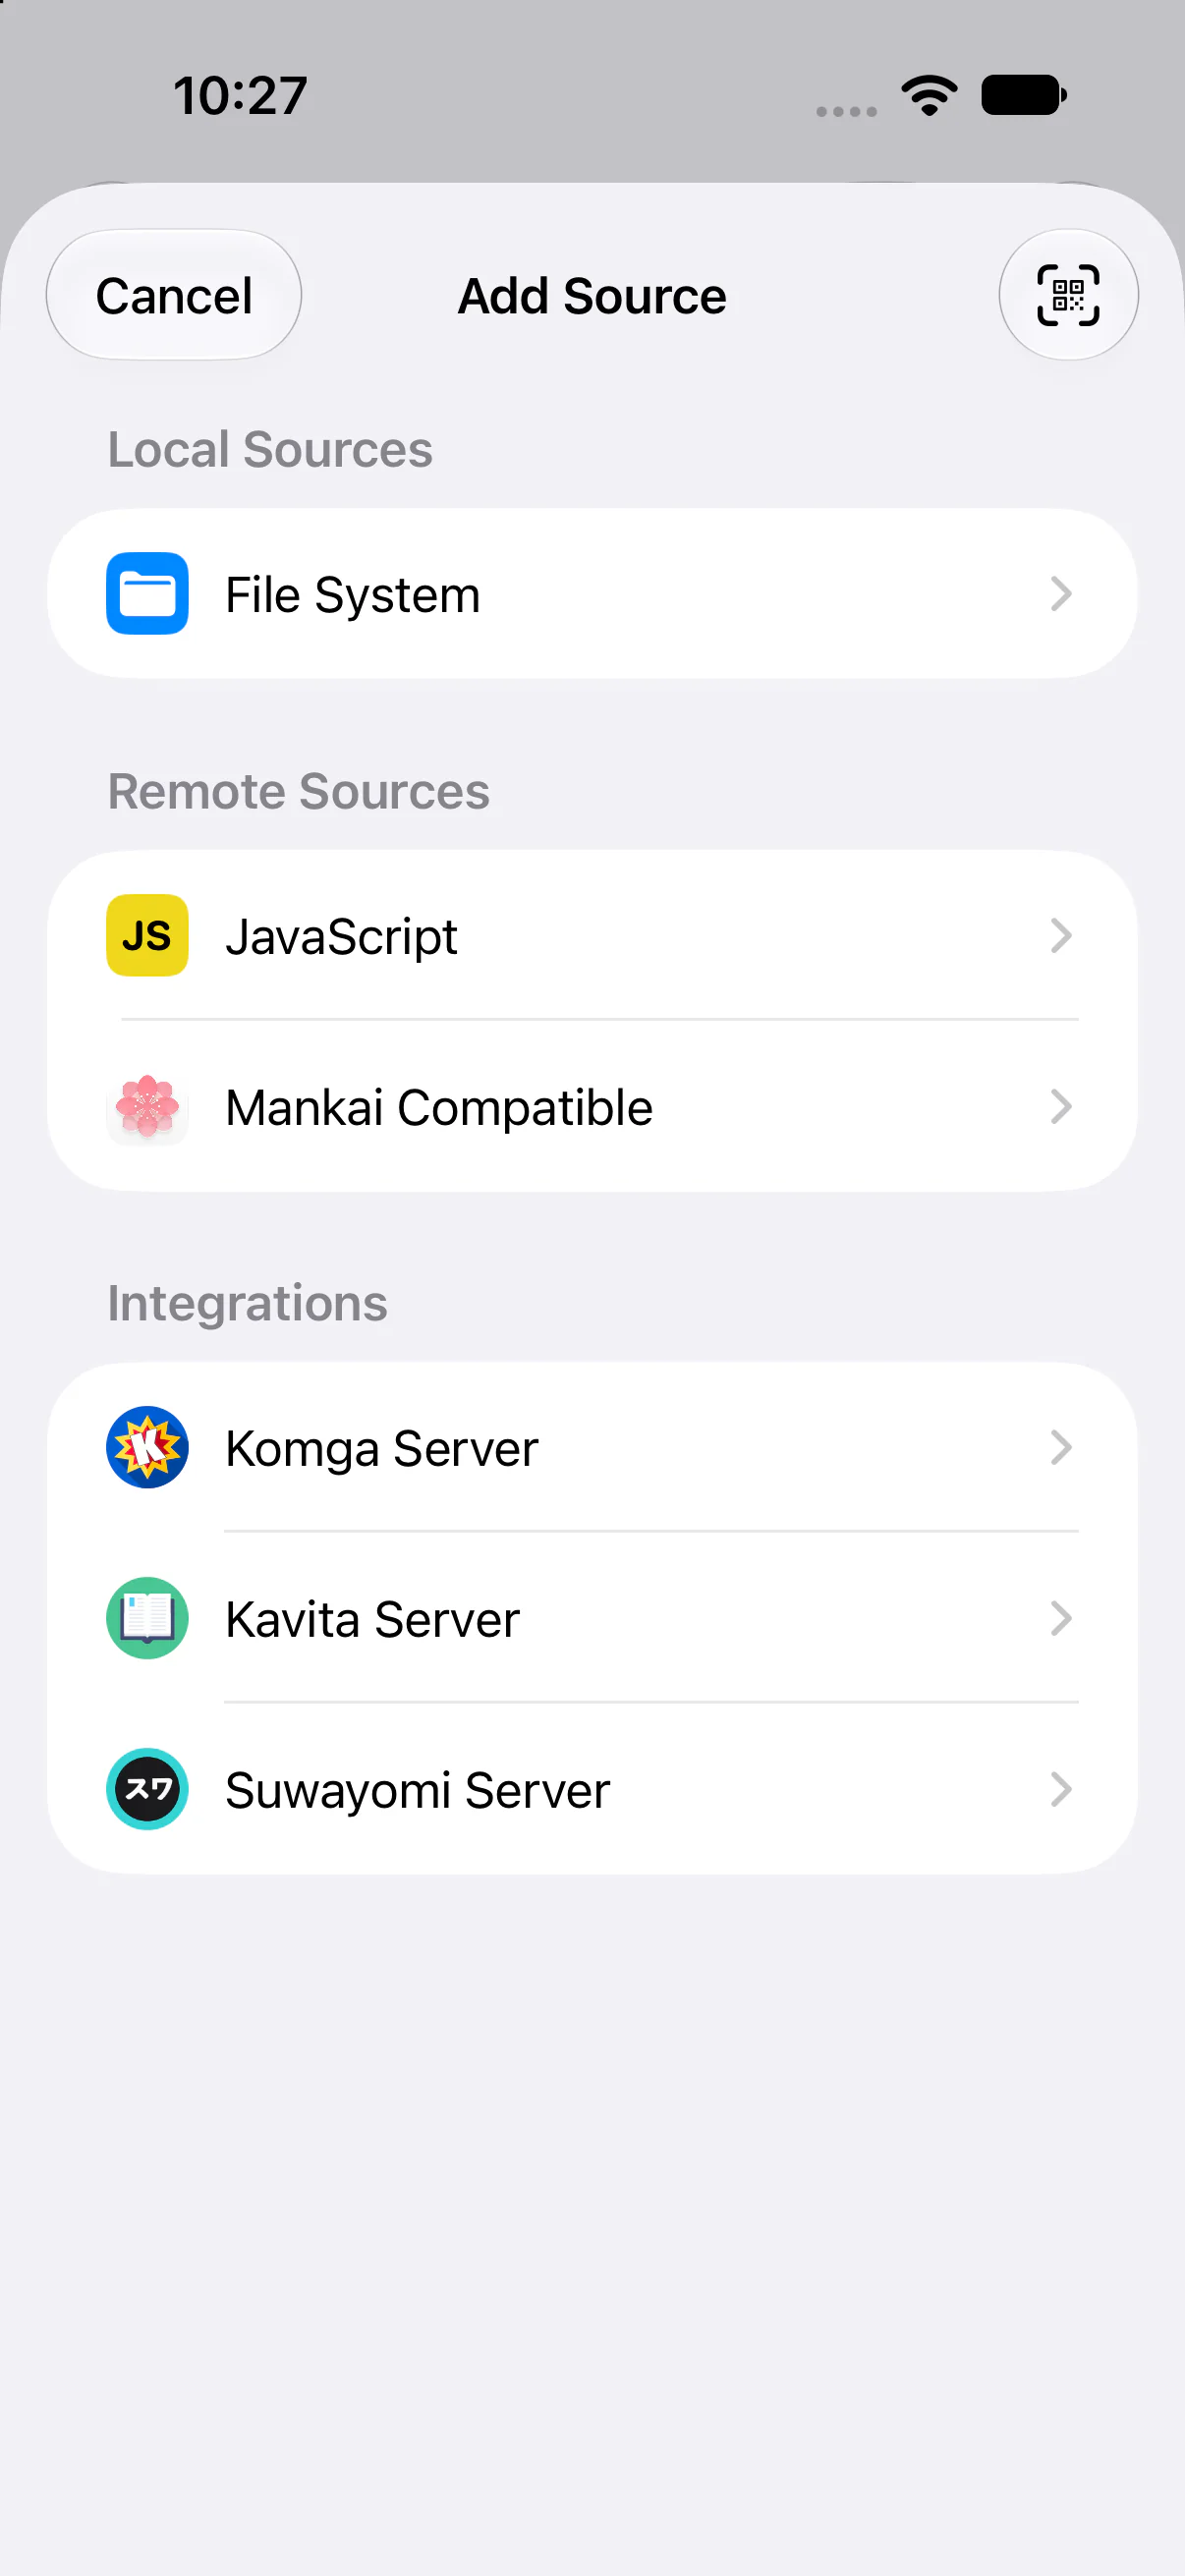 10:27
Cancel
Add Source
Local Sources
File System
Remote Sources
JS
JavaScript
Mankai Compatible
Integrations
K
Komga Server
Kavita Server
スワ
Suwayomi Server